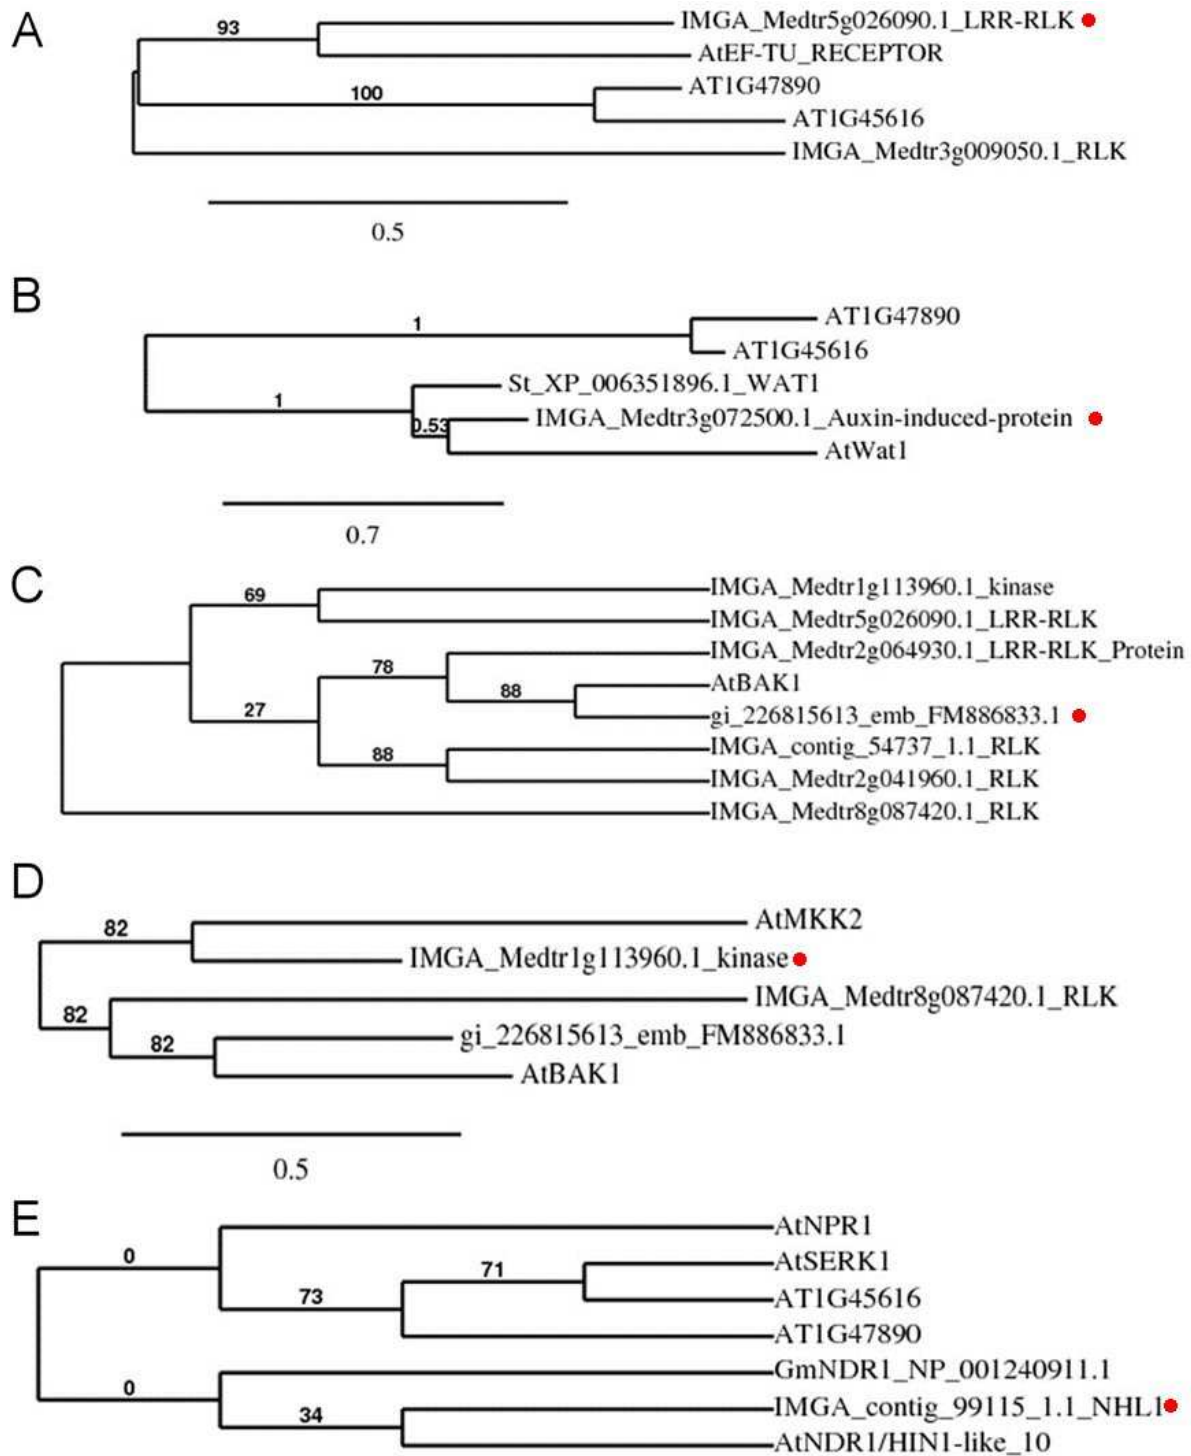 A
93
IMGA_Medtr5g026090.1_LRR-RLK
AtEF-TU_RECEPTOR
100
AT1G47890
AT1G45616
IMGA_Medtr3g009050.1_RLK
0.5
B
1
AT1G47890
AT1G45616
1
St_XP_006351896.1_WAT1
0.53
IMGA_Medtr3g072500.1_Auxin-induced-protein
AtWat1
0.7
C
69
IMGA_Medtr1g113960.1_kinase
IMGA_Medtr5g026090.1_LRR-RLK
78
IMGA_Medtr2g064930.1_LRR-RLK_Protein
88
AtBAK1
gi_226815613_emb_FM886833.1
27
88
IMGA_contig_54737_1.1_RLK
IMGA_Medtr2g041960.1_RLK
IMGA_Medtr8g087420.1_RLK
D
82
AtMKK2
IMGA_Medtr1g113960.1_kinase
82
IMGA_Medtr8g087420.1_RLK
82
gi_226815613_emb_FM886833.1
AtBAK1
0.5
E
0
AtNPR1
71
AtSERK1
73
AT1G45616
AT1G47890
0
GmNDR1_NP_001240911.1
34
IMGA_contig_99115_1.1_NHL1
AtNDR1/HIN1-like_10